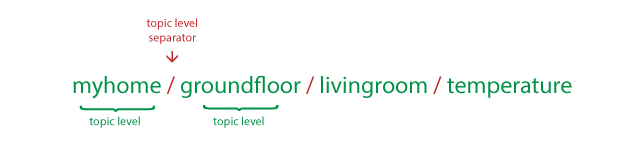 topic level
separator
myhome / groundfloor / livingroom / temperature
topic level topic level